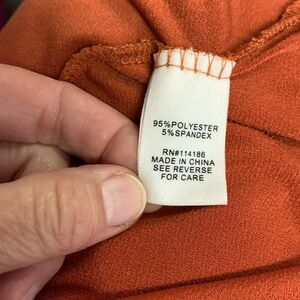 95%POLYESTER
5%SPANDEX
RN#114186
MADE IN CHINA
SEE REVERSE
FOR CARE